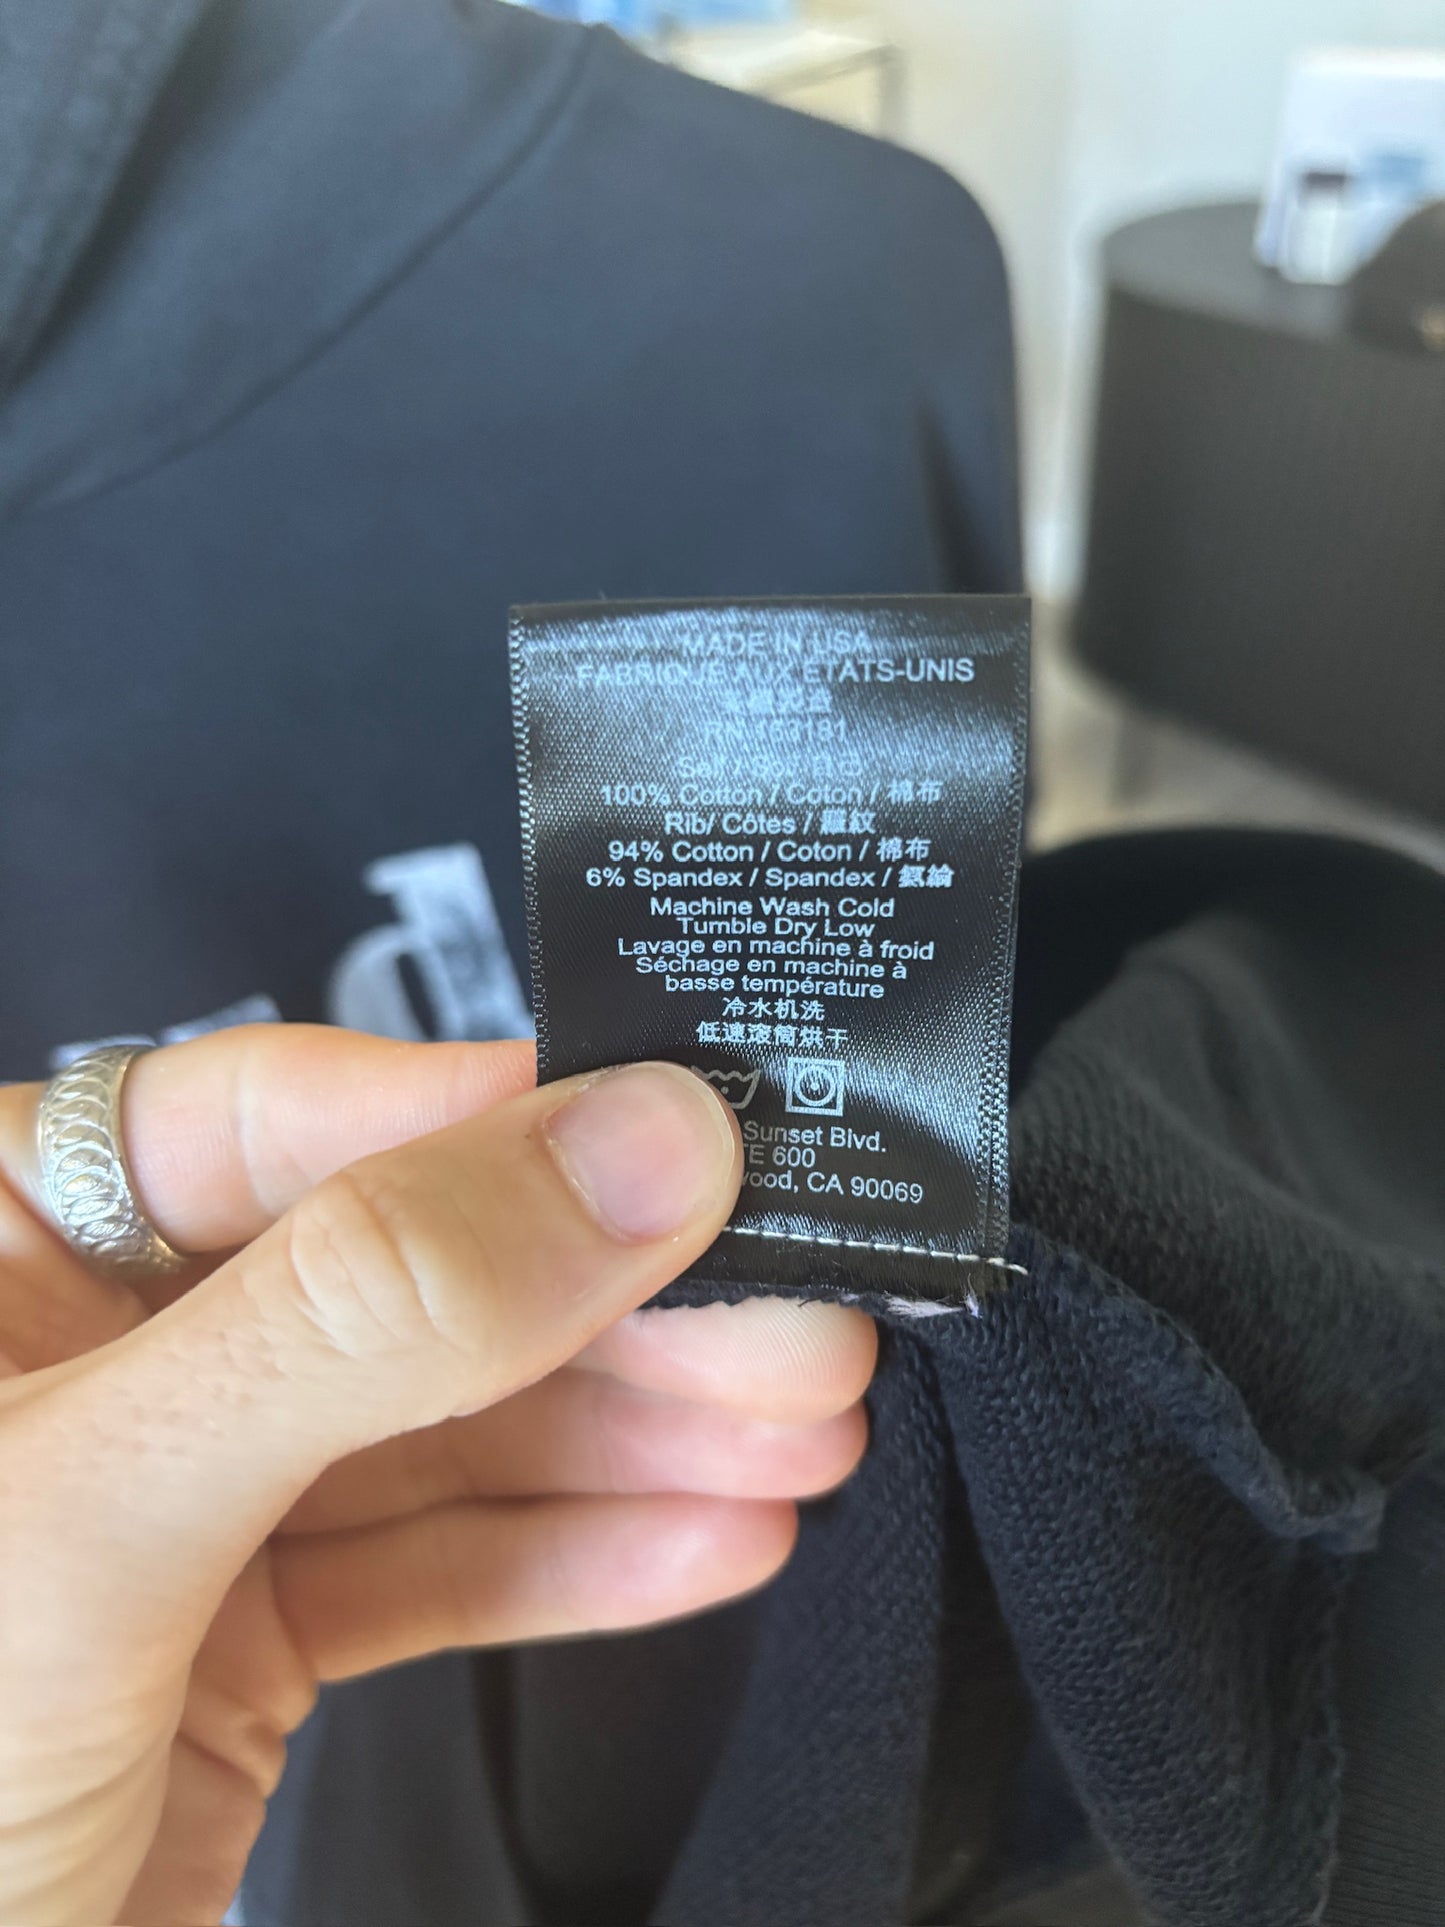 MADE IN USA
FABRIQUE AUX ETATS-UNIS
Self /
100% Cotton / Coton / 棉布
Rib/ Côtes / 羅紋
94% Cotton / Coton / 棉布
6% Spandex / Spandex / 氨綸
Machine Wash Cold
Tumble Dry Low
Lavage en machine à froid
Séchage en machine à
basse température
冷水机洗
低速滚筒烘干
Sunset Blvd.
600
CA 90069